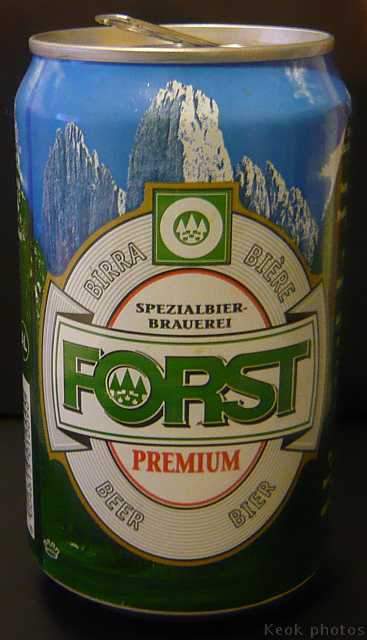 BIRRA
BIÈRE
SPEZIALBIER-
BRAUEREI
FORST
PREMIUM
BEER
BIER
Keok photos